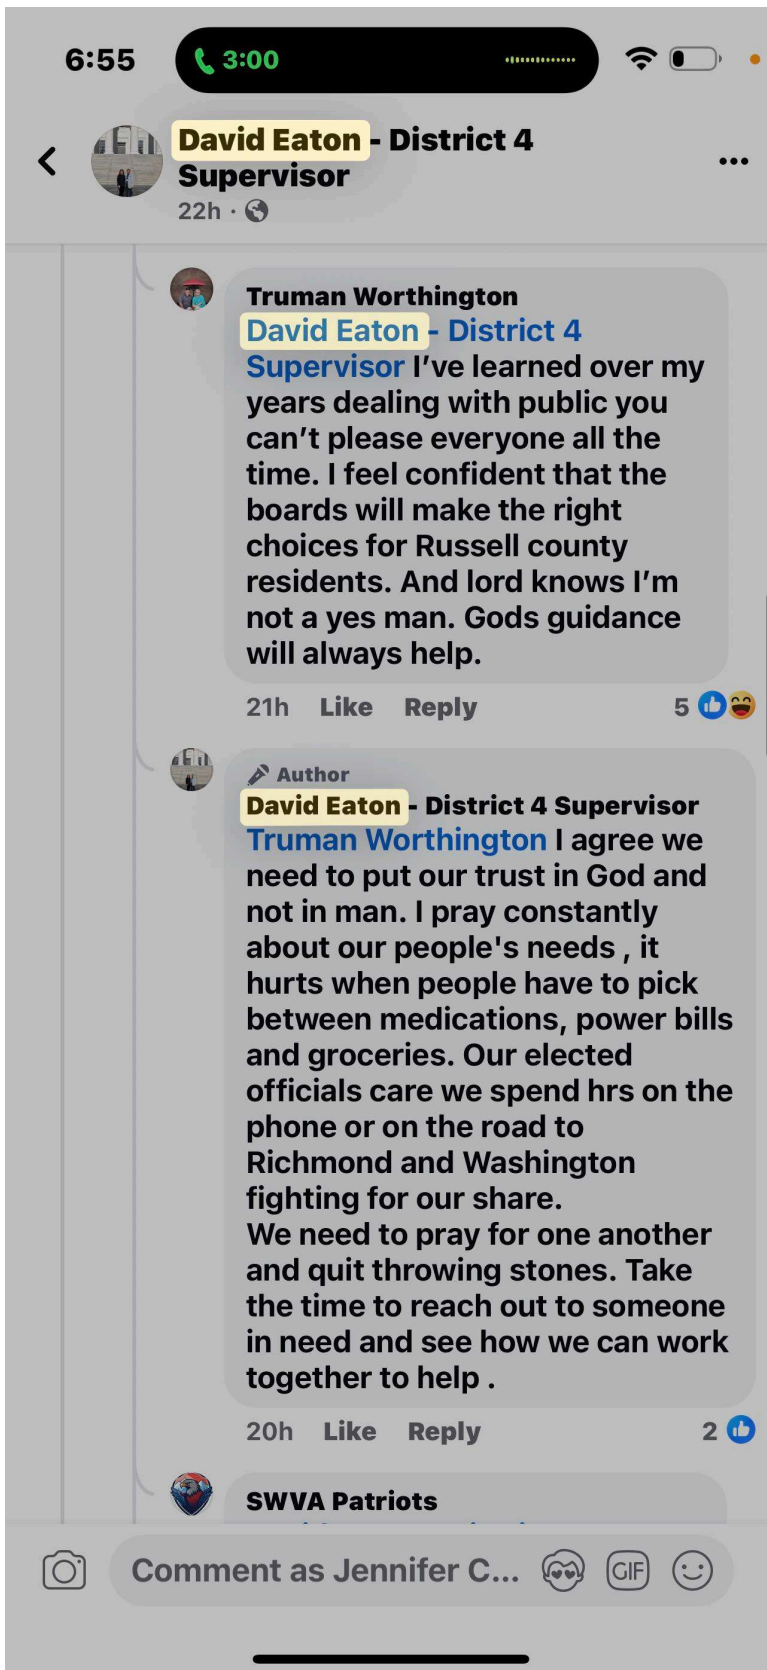 6:55
3:00
David Eaton - District 4
Supervisor
22h ·
Truman Worthington
David Eaton - District 4
Supervisor I've learned over my
years dealing with public you
can't please everyone all the
time. I feel confident that the
boards will make the right
choices for Russell county
residents. And lord knows I'm
not a yes man. Gods guidance
will always help.
21h Like Reply 5
Author
David Eaton - District 4 Supervisor
Truman Worthington I agree we
need to put our trust in God and
not in man. I pray constantly
about our people's needs , it
hurts when people have to pick
between medications, power bills
and groceries. Our elected
officials care we spend hrs on the
phone or on the road to
Richmond and Washington
fighting for our share.
We need to pray for one another
and quit throwing stones. Take
the time to reach out to someone
in need and see how we can work
together to help .
20h Like Reply 2
SWVA Patriots
Comment as Jennifer C...
GIF